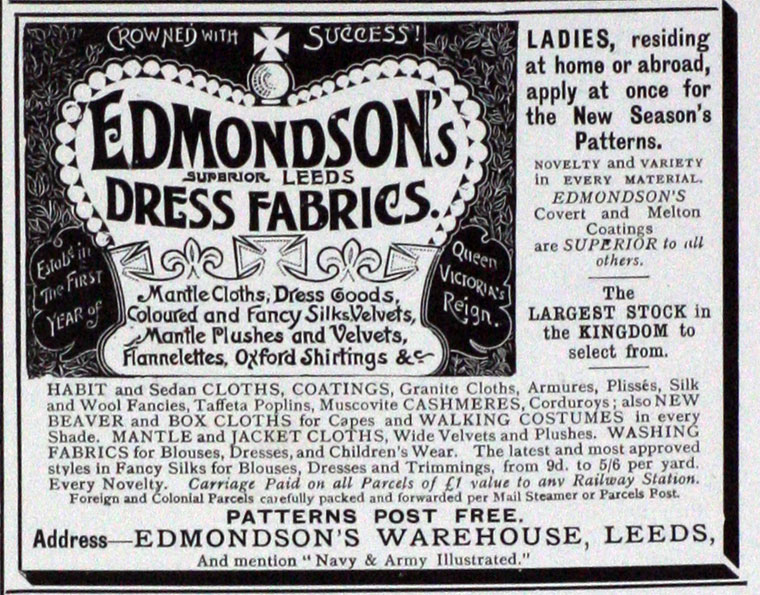 CROWNED WITH SUCCESS!
EDMONDSON'S
SUPERIOR LEEDS
DRESS FABRICS.
Estabd in
The First
YEAR of
Queen
VICTORIA'S
Reign.
Mantle Cloths, Dress Goods,
Coloured and Fancy Silks, Velvets,
Mantle Plushes and Velvets,
Flannelettes, Oxford Shirtings &c
LADIES, residing
at home or abroad,
apply at once for
the New Season's
Patterns.
NOVELTY and VARIETY
in EVERY MATERIAL.
EDMONDSON'S
Covert and Melton
Coatings
are SUPERIOR to all
others.
The
LARGEST STOCK in
the KINGDOM to
select from.
HABIT and Sedan CLOTHS, COATINGS, Granite Cloths, Armures, Plissés, Silk
and Wool Fancies, Taffeta Poplins, Muscovite CASHMERES, Corduroys; also NEW
BEAVER and BOX CLOTHS for Capes and WALKING COSTUMES in every
Shade. MANTLE and JACKET CLOTHS, Wide Velvets and Plushes. WASHING
FABRICS for Blouses, Dresses, and Children's Wear. The latest and most approved
styles in Fancy Silks for Blouses, Dresses and Trimmings, from 9d. to 5/6 per yard.
Every Novelty. Carriage Paid on all Parcels of £1 value to any Railway Station.
Foreign and Colonial Parcels carefully packed and forwarded per Mail Steamer or Parcels Post.
PATTERNS POST FREE.
Address—EDMONDSON'S WAREHOUSE, LEEDS,
And mention "Navy & Army Illustrated."